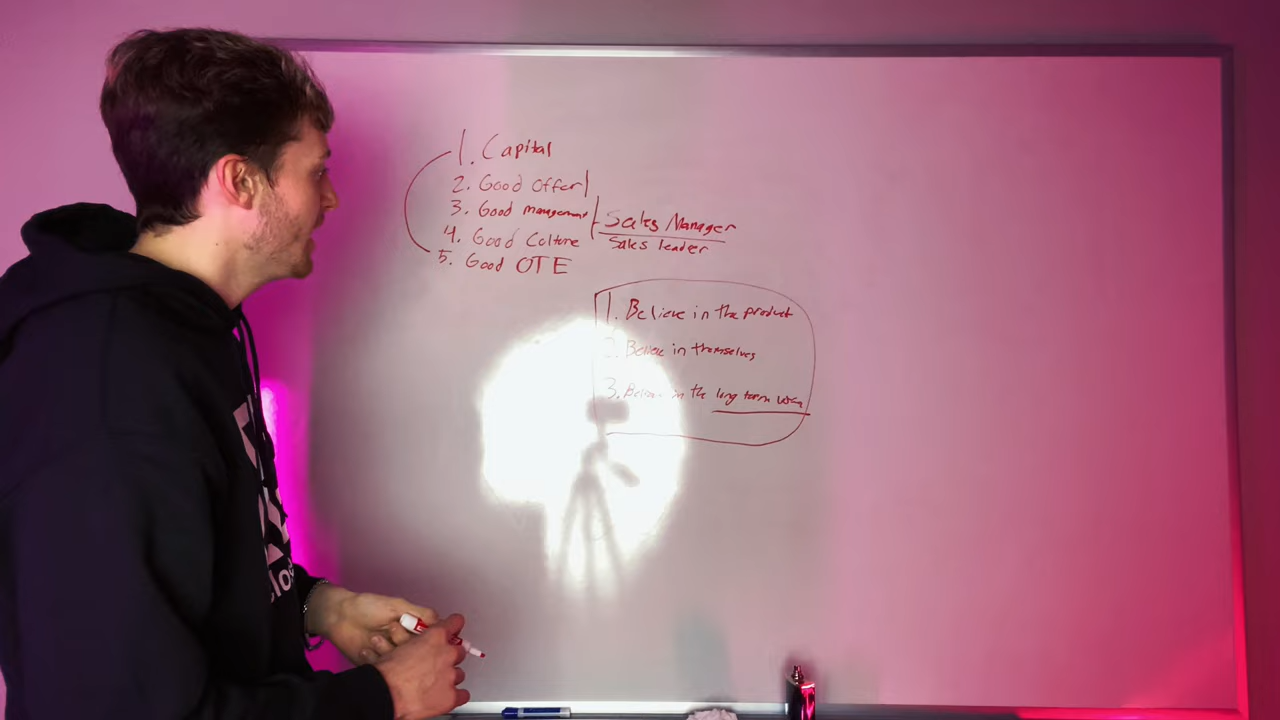 1. Capital
2. Good Offer
3. Good management
4. Good Culture
5. Good OTE
Sales Manager
Sales leader
1. Believe in the product
2. Believe in themselves
3. Believe in the long term